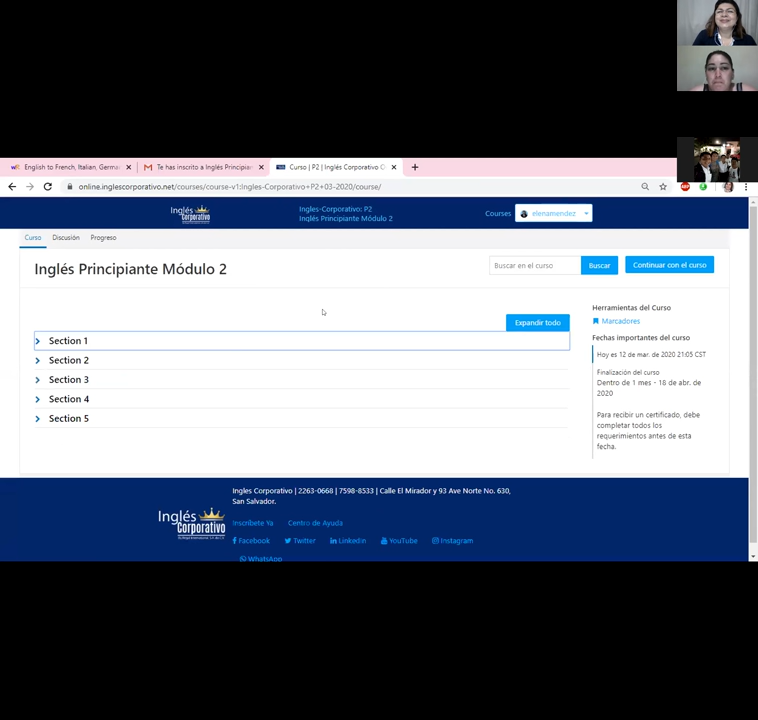 English to French, Italian, Germa
Te has inscrito a Inglés Principian
Curso | P2 | Inglés Corporativo
online.inglescorporativo.net/courses/course-v1:Ingles-Corporativo+P2+03-2020/course/
Inglés
Corporativo
Ingles-Corporativo: P2
Inglés Principiante Módulo 2
Courses
elenamendez
Curso
Discusión
Progreso
Inglés Principiante Módulo 2
Buscar en el curso
Buscar
Continuar con el curso
Expandir todo
Section 1
Section 2
Section 3
Section 4
Section 5
Herramientas del Curso
Marcadores
Fechas importantes del curso
Hoy es 12 de mar. de 2020 21:05 CST
Finalización del curso
Dentro de 1 mes - 18 de abr. de
2020
Para recibir un certificado, debe
completar todos los
requerimientos antes de esta
fecha.
Inglés
Corporativo
Ingles Corporativo | 2263-0668 | 7598-8533 | Calle El Mirador y 93 Ave Norte No. 630,
San Salvador.
Inscríbete Ya
Centro de Ayuda
Facebook
Twitter
Linkedin
YouTube
Instagram
WhatsApp